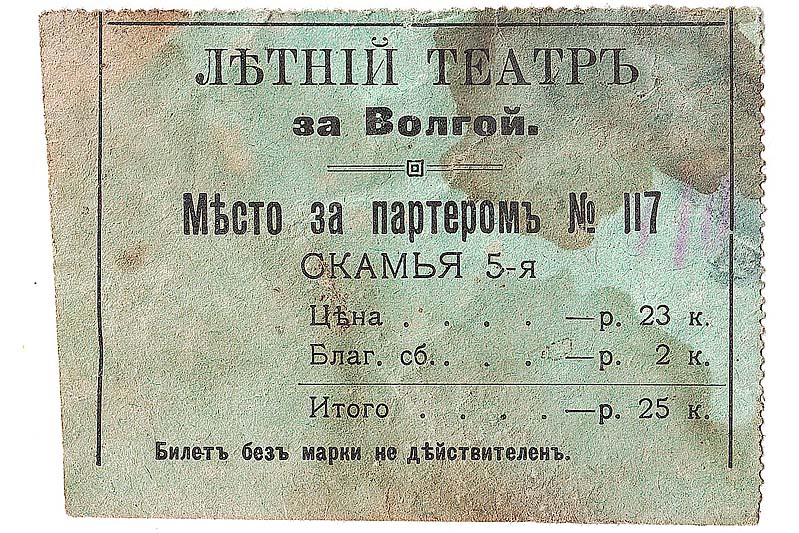 ЛѢТНІЙ ТЕАТРЪ
за Волгой.
Мѣсто за партеромъ № 117
СКАМЬЯ 5-я
Цѣна . . . . —р. 23 к.
Благ. сб. . . . —р. 2 к.
Итого . . . . —р. 25 к.
Билетъ безъ марки не дѣйствителенъ.